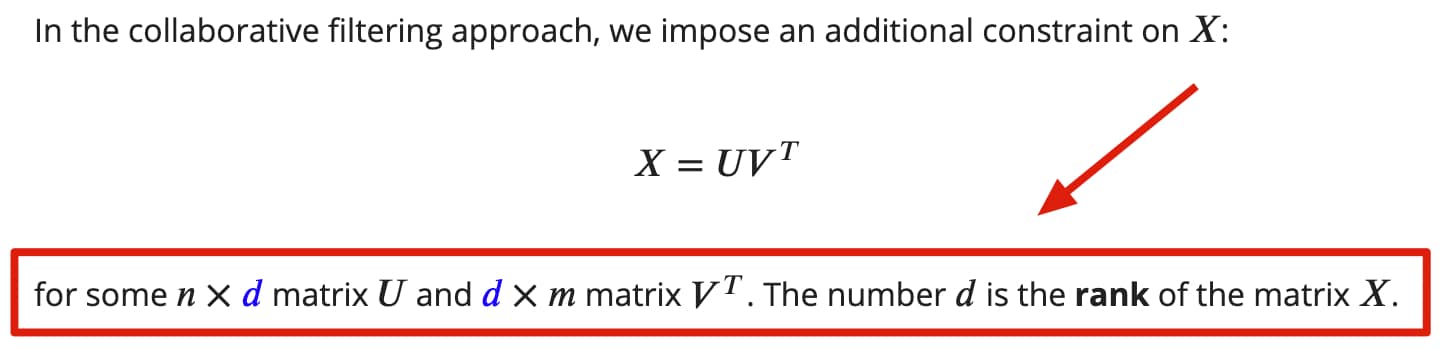 In the collaborative filtering approach, we impose an additional constraint on X:
X = UV^T
for some n × d matrix U and d × m matrix V^T. The number d is the rank of the matrix X.